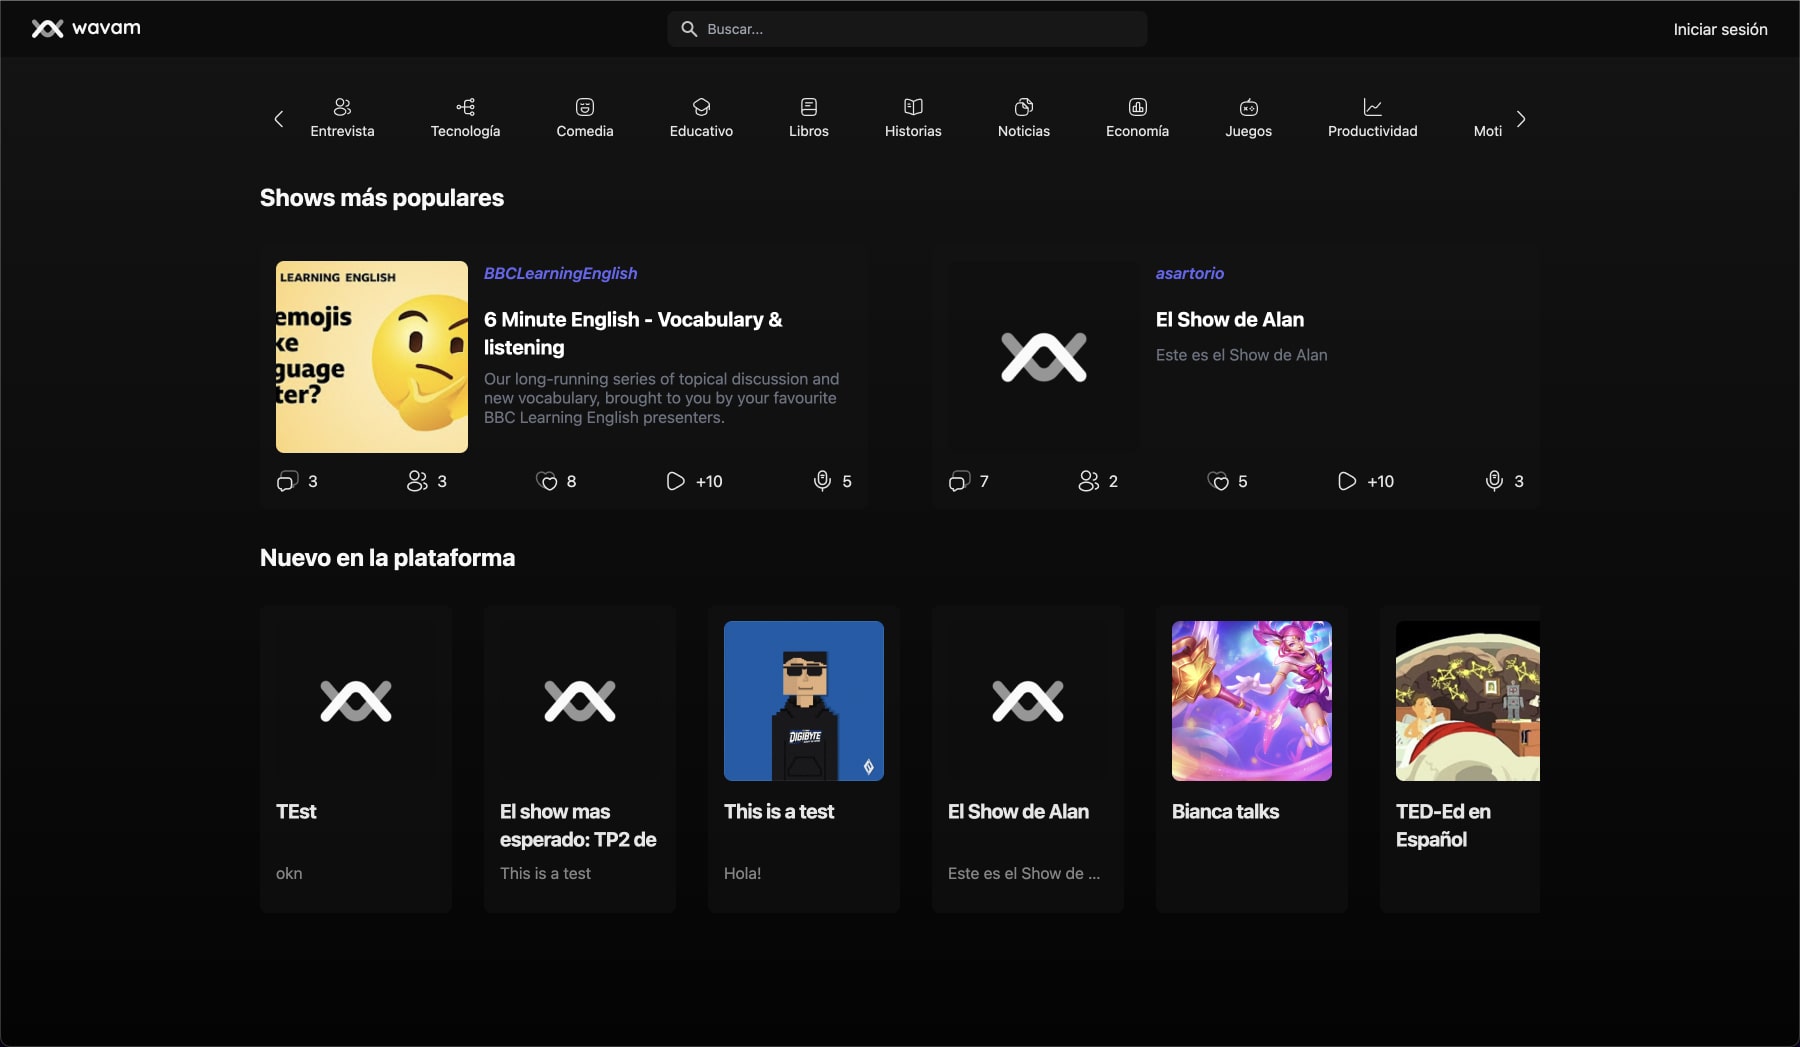 wavam
Buscar...
Iniciar sesión
Entrevista
Tecnología
Comedia
Educativo
Libros
Historias
Noticias
Economía
Juegos
Productividad
Moti
Shows más populares
LEARNING ENGLISH
emojis
ke
guage
ter?
BBCLearningEnglish
6 Minute English - Vocabulary &
listening
Our long-running series of topical discussion and
new vocabulary, brought to you by your favourite
BBC Learning English presenters.
3
3
8
+10
5
asartorio
El Show de Alan
Este es el Show de Alan
7
2
5
+10
3
Nuevo en la plataforma
TEst
okn
El show mas
esperado: TP2 de
This is a test
DIGIBYTE
This is a test
Hola!
El Show de Alan
Este es el Show de ...
Bianca talks
TED-Ed en
Español